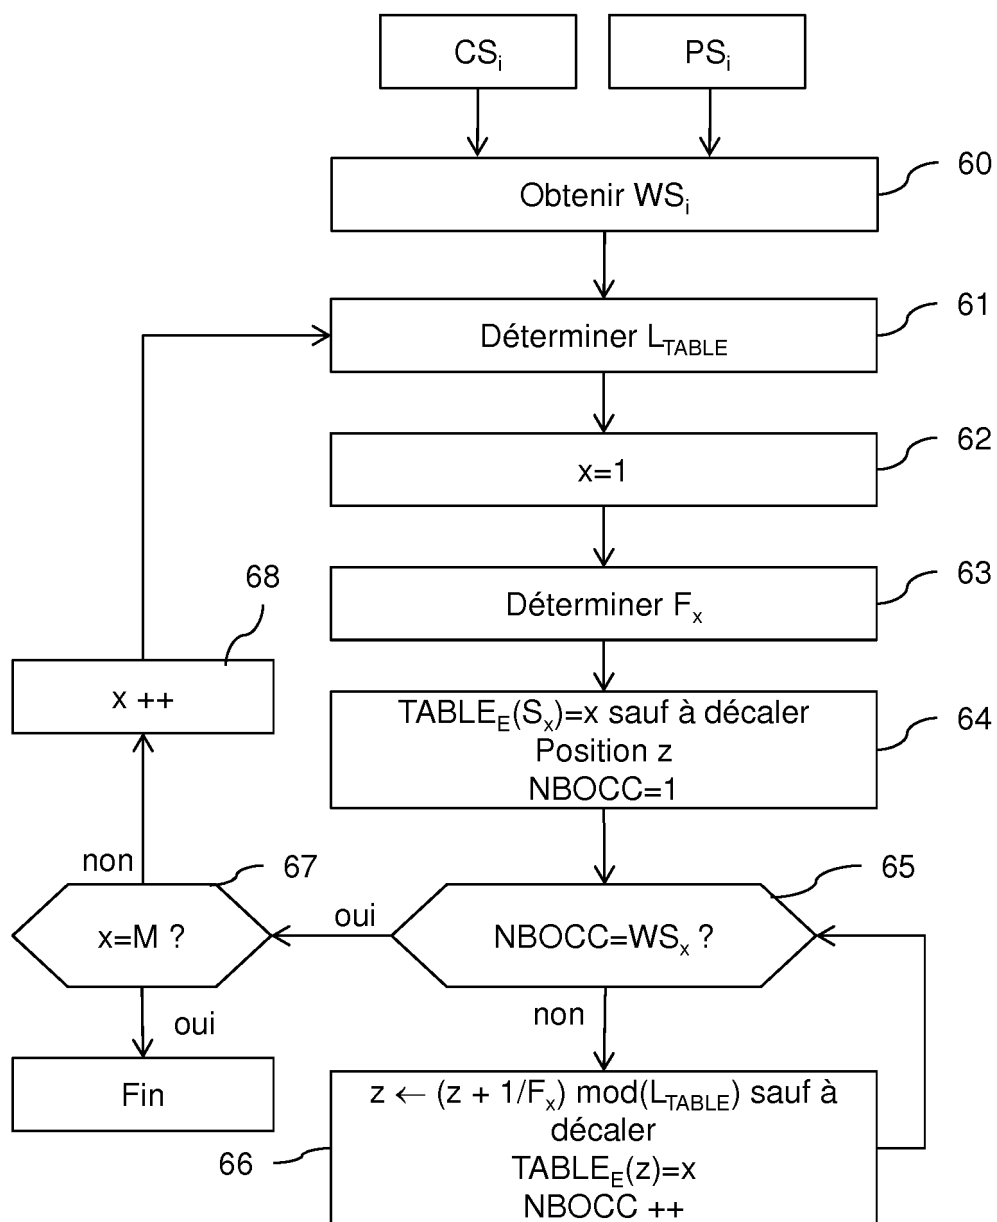 CSi
PSi
60
Obtenir WSi
61
Déterminer LTABLE
62
x=1
63
Déterminer Fx
68
x ++
TABLEE(Sx)=x sauf à décaler
Position z
NBOCC=1
64
non
67
65
x=M ?
oui
NBOCC=WSx ?
oui
non
Fin
z ← (z + 1/Fx) mod(LTABLE) sauf à
décaler
TABLEE(z)=x
NBOCC ++
66